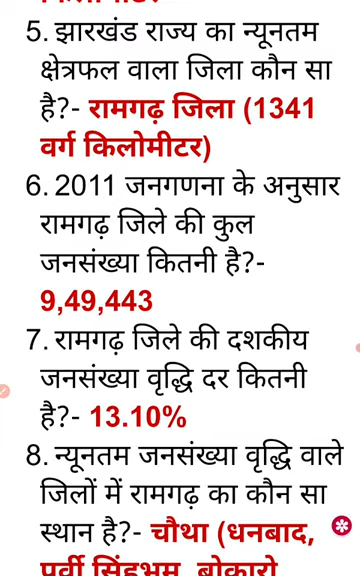 5. झारखंड राज्य का न्यूनतम
क्षेत्रफल वाला जिला कौन सा
है?- रामगढ़ जिला (1341
वर्ग किलोमीटर)
6. 2011 जनगणना के अनुसार
रामगढ़ जिले की कुल
जनसंख्या कितनी है?-
9,49,443
7. रामगढ़ जिले की दशकीय
जनसंख्या वृद्धि दर कितनी
है?- 13.10%
8. न्यूनतम जनसंख्या वृद्धि वाले
जिलों में रामगढ़ का कौन सा
स्थान है?- चौथा (धनबाद,
पूर्वी सिंहभूम, बोकारो